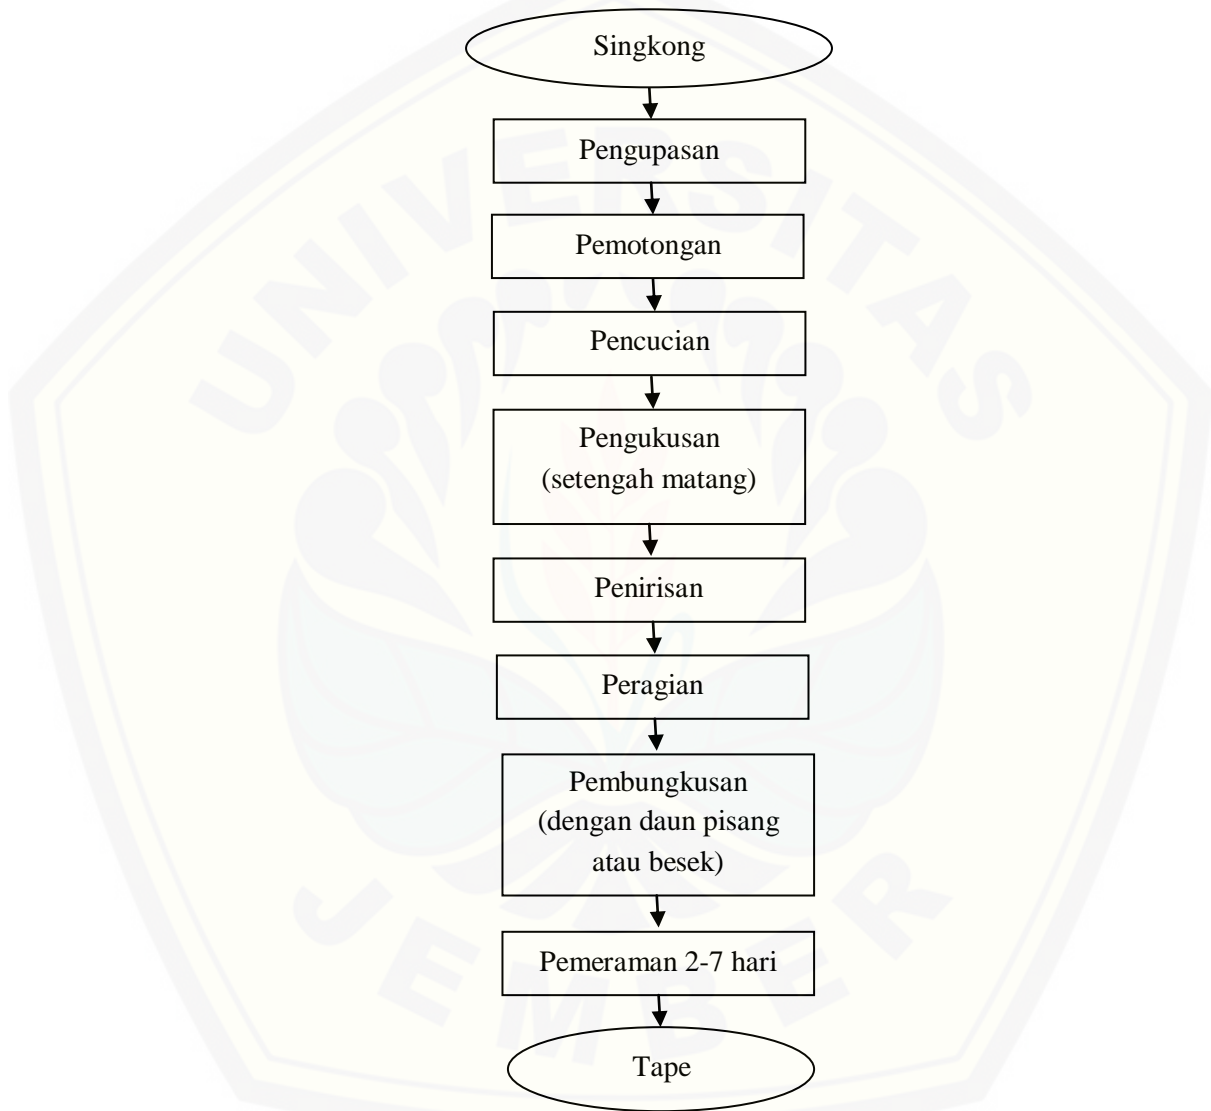 Singkong
Pengupasan
Pemotongan
Pencucian
Pengukusan
(setengah matang)
Penirisan
Peragian
Pembungkusan
(dengan daun pisang
atau besek)
Pemeraman 2-7 hari
Tape
UNIVERSITAS
JEMBER